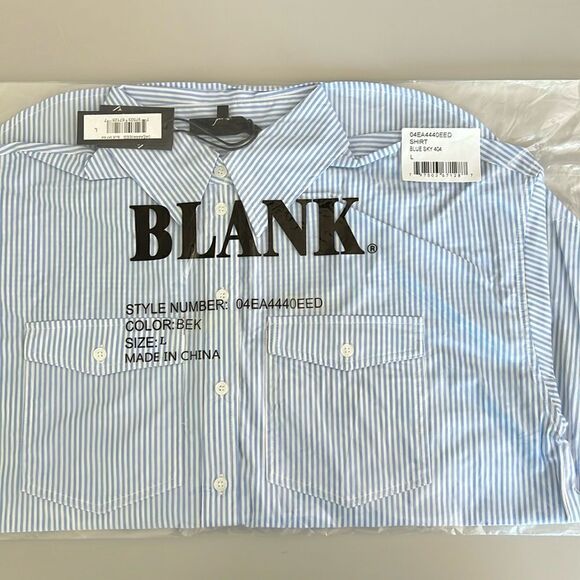 04EA4440EED
SHIRT
BLUE SKY 404
L
BLANK®
STYLE NUMBER: 04EA4440EED
COLOR:BEK
SIZE:L
MADE IN CHINA